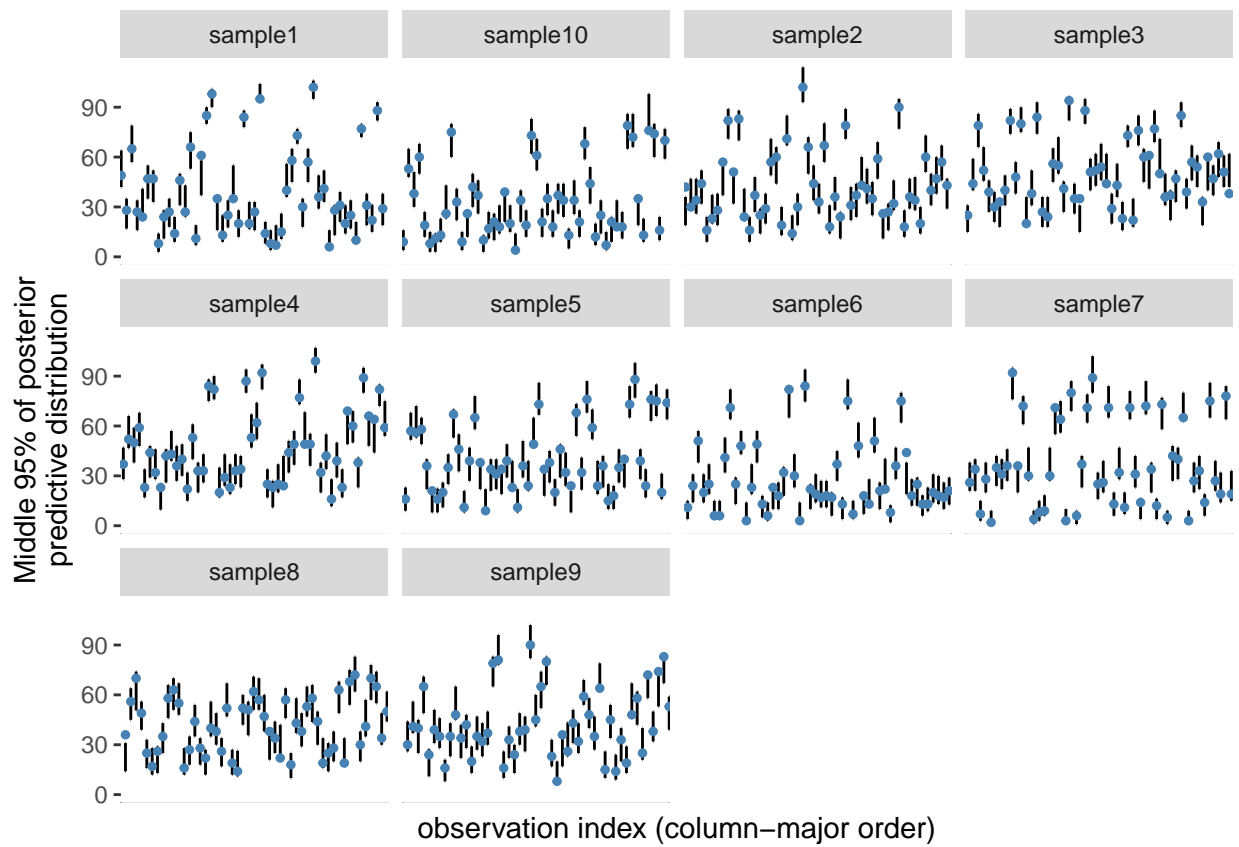 sample1 sample10 sample2 sample3
90
60
30
0
sample4 sample5 sample6 sample7
90
60
30
0
sample8 sample9
90
60
30
0
Middle 95% of posterior
predictive distribution
observation index (column−major order)